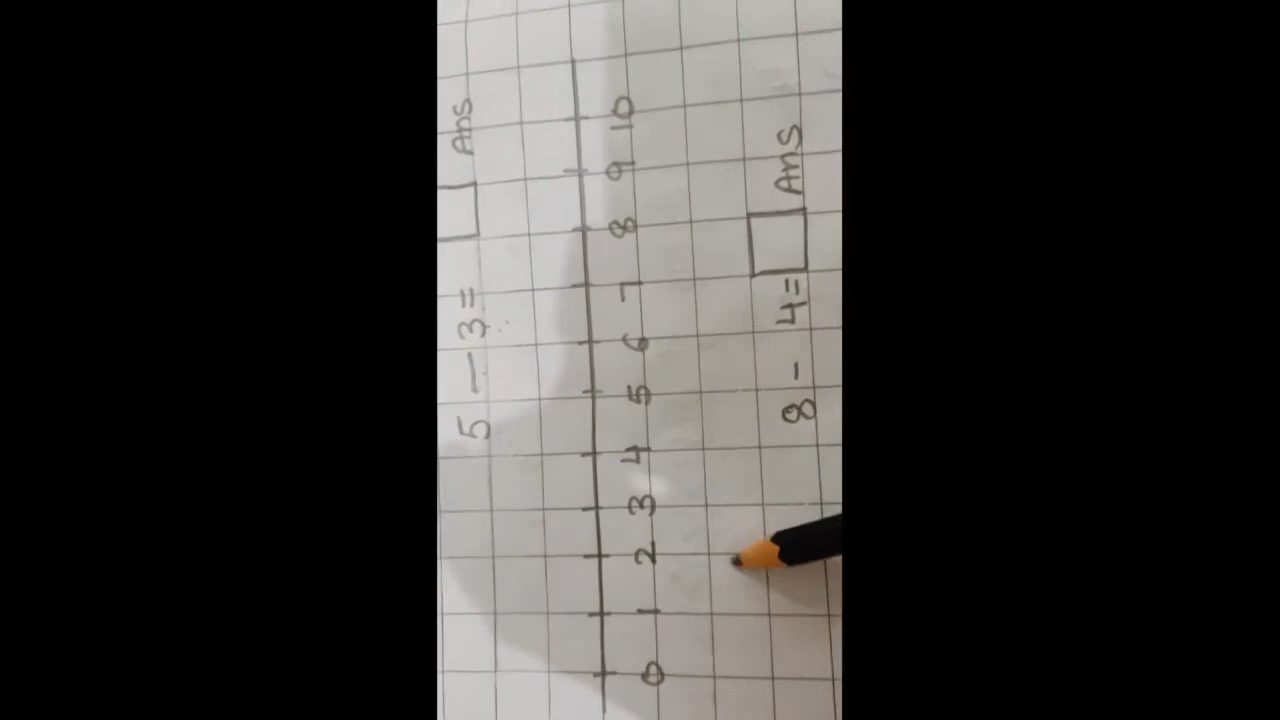 5 — 3 = Ans
0 1 2 3 4 5 6 7 8 9 10
8 - 4 = Ans